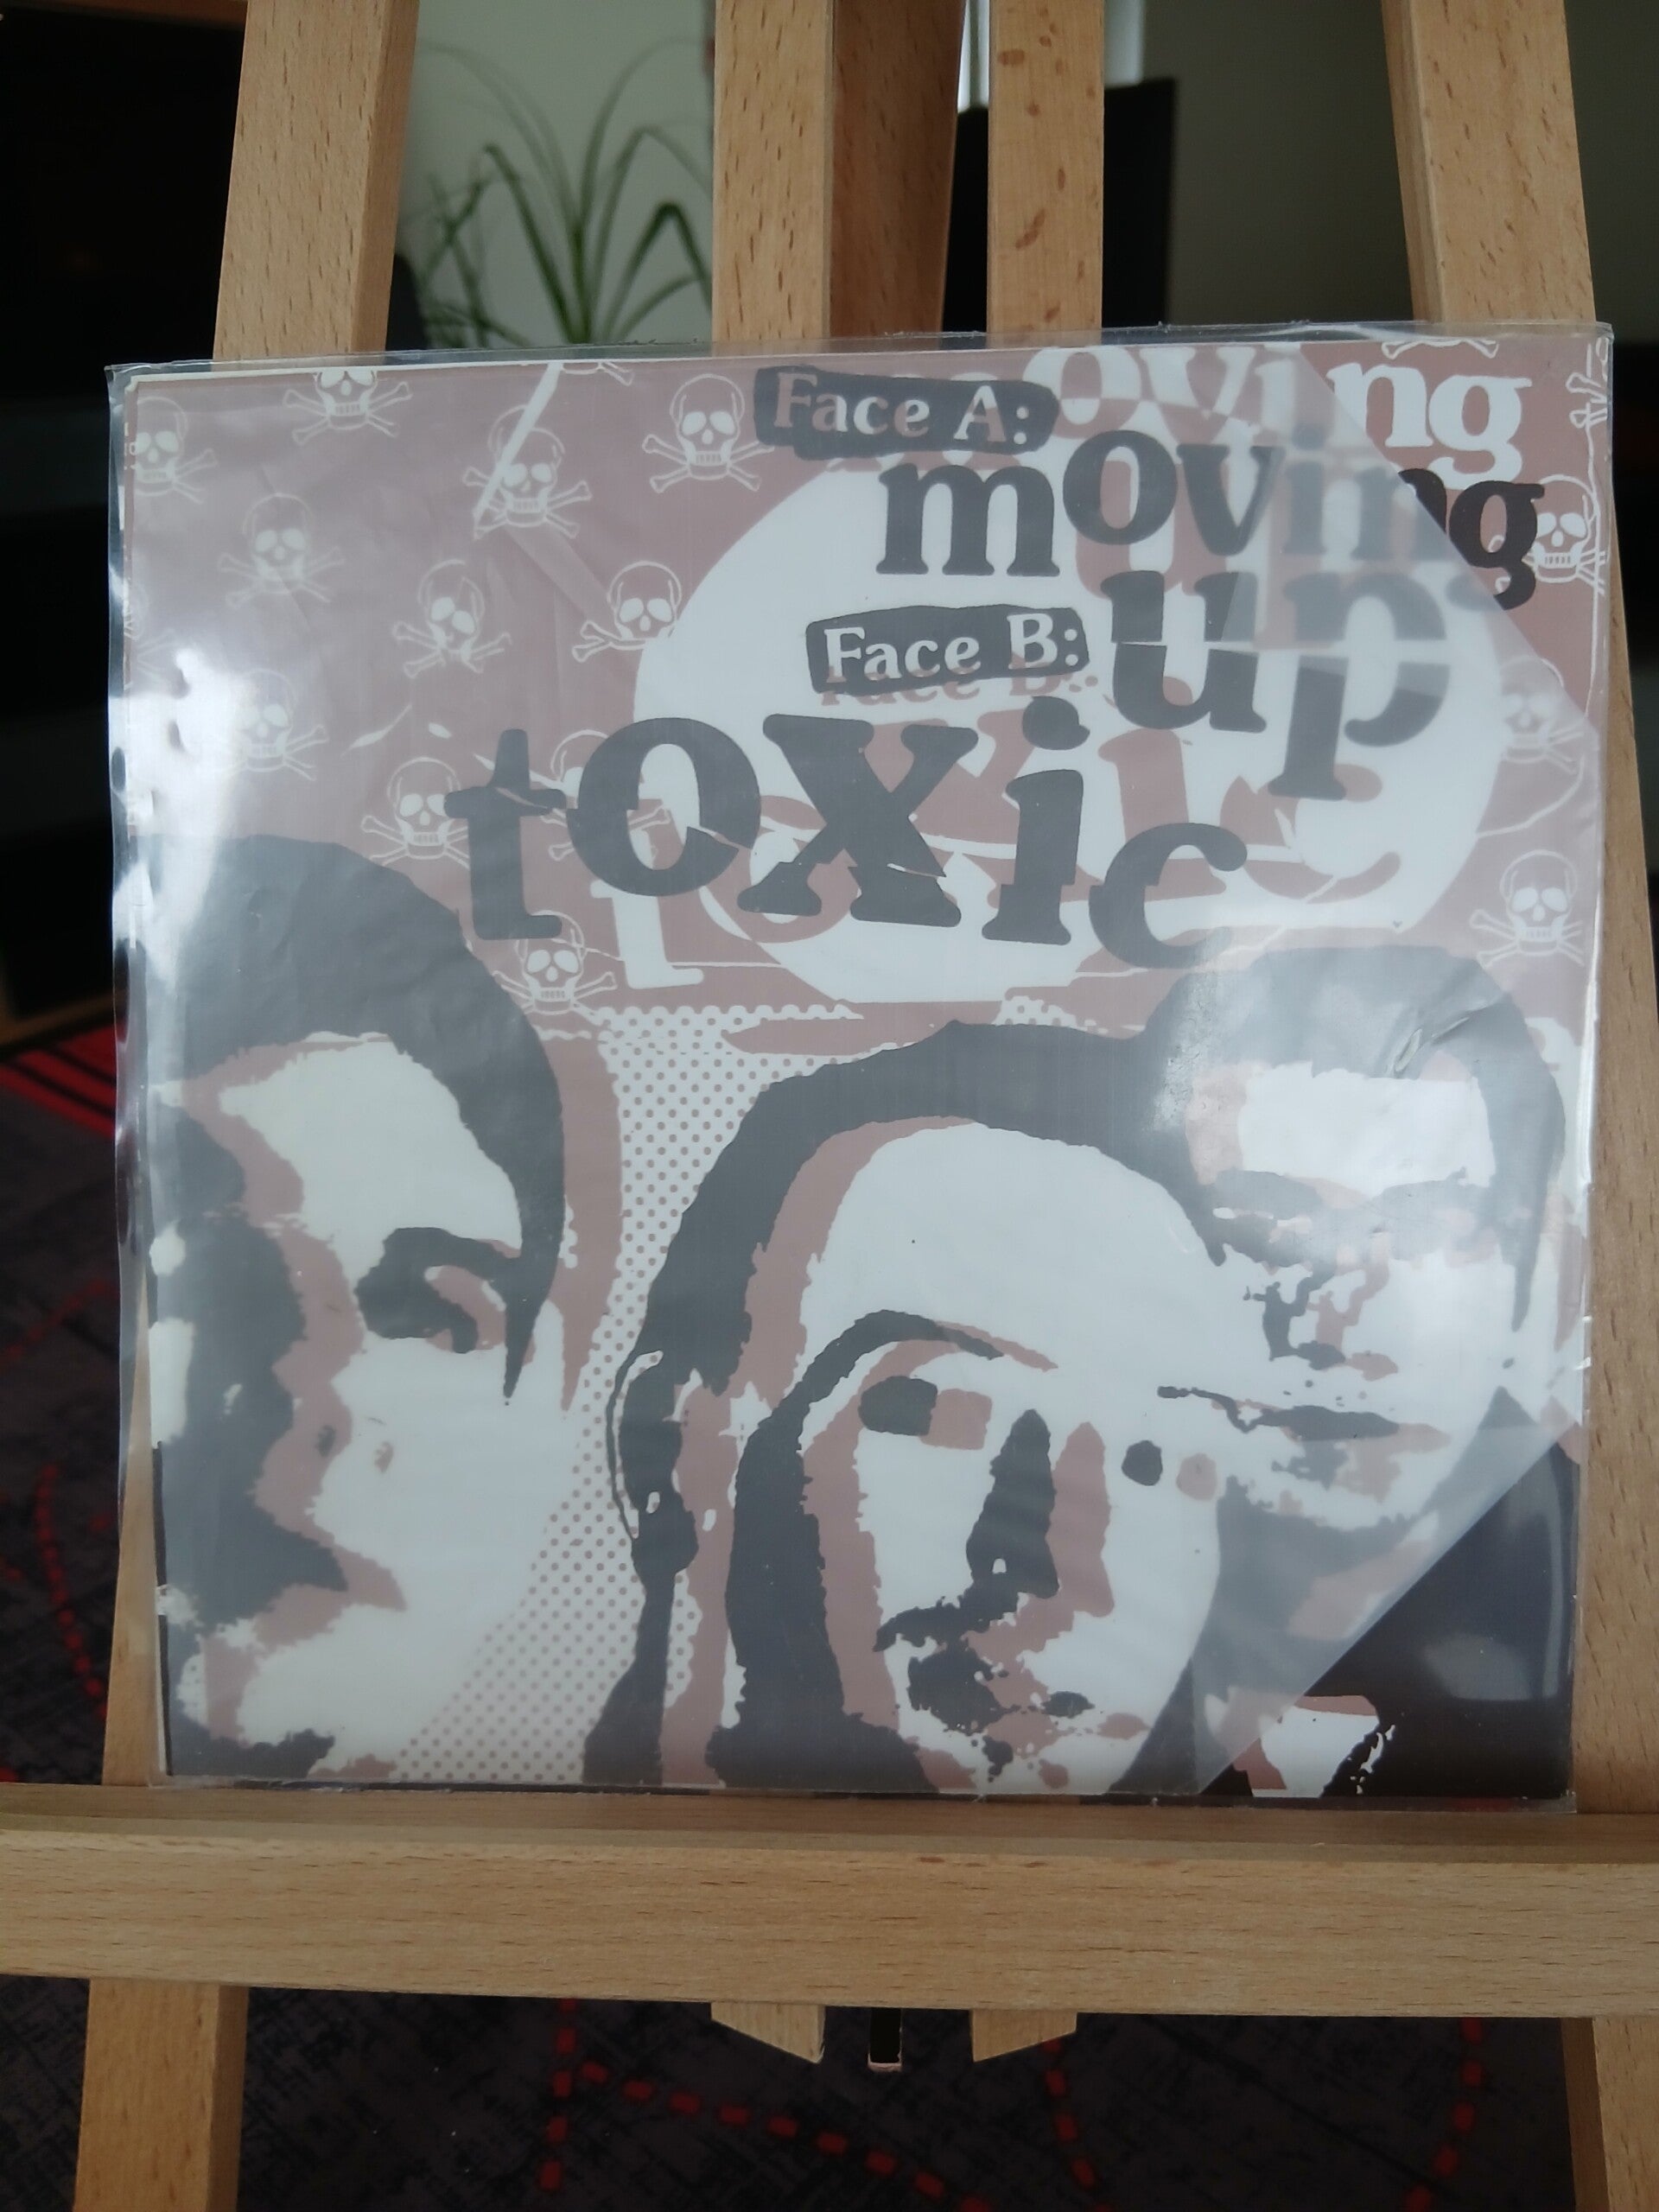 Face A:
moving
up
Face B:
toxic